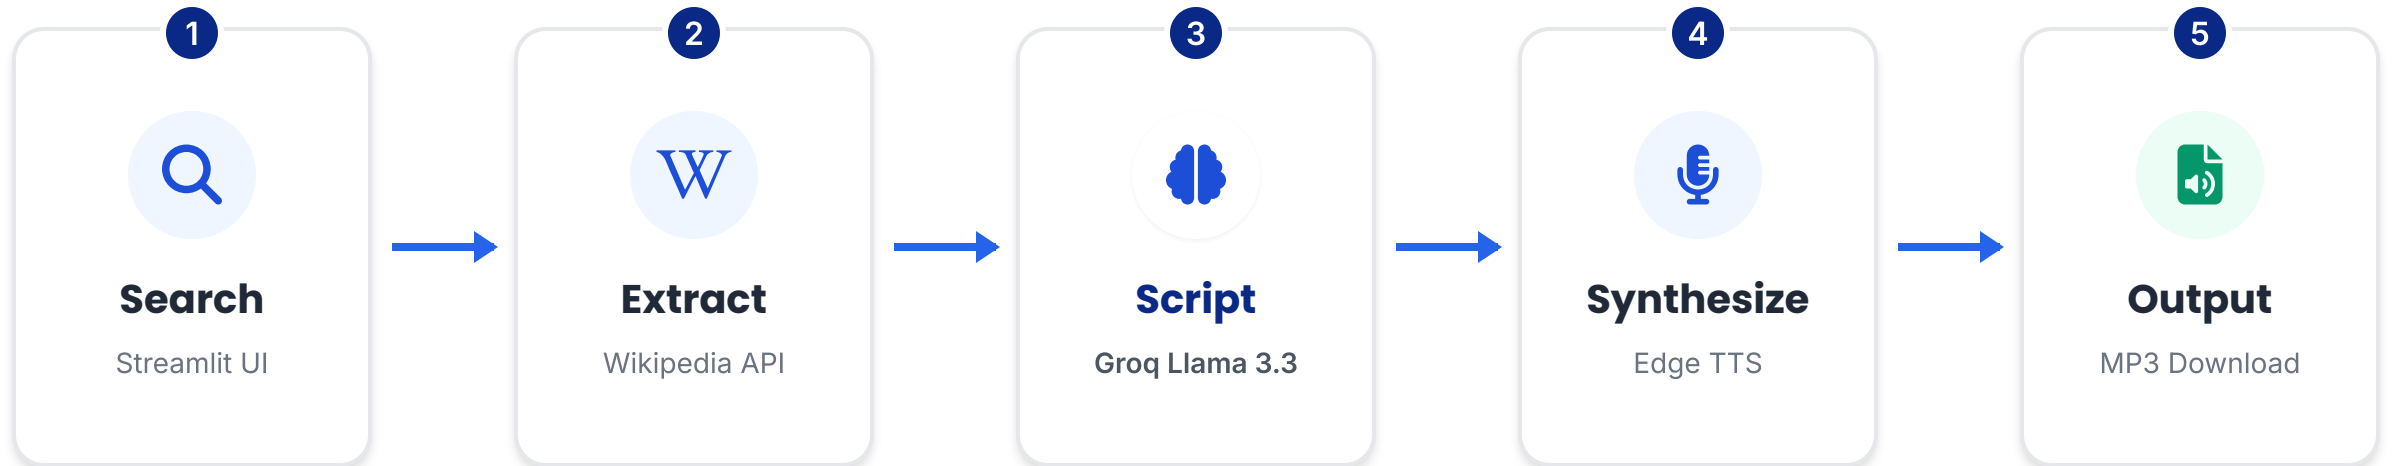 1
Search
Streamlit UI
2
W
Extract
Wikipedia API
3
Script
Groq Llama 3.3
4
Synthesize
Edge TTS
5
Output
MP3 Download